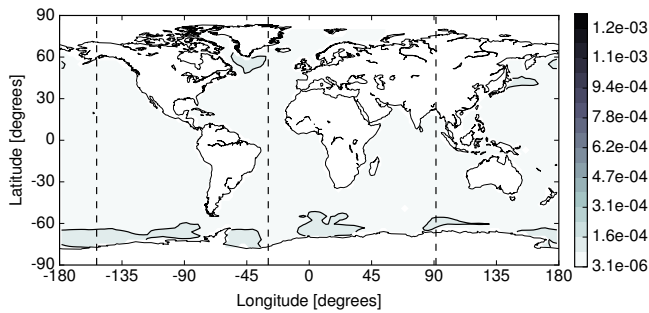 90
60
30
0
-30
-60
-90
Latitude [degrees]
-180 -135 -90 -45 0 45 90 135 180
Longitude [degrees]
1.2e-03
1.1e-03
9.4e-04
7.8e-04
6.2e-04
4.7e-04
3.1e-04
1.6e-04
3.1e-06